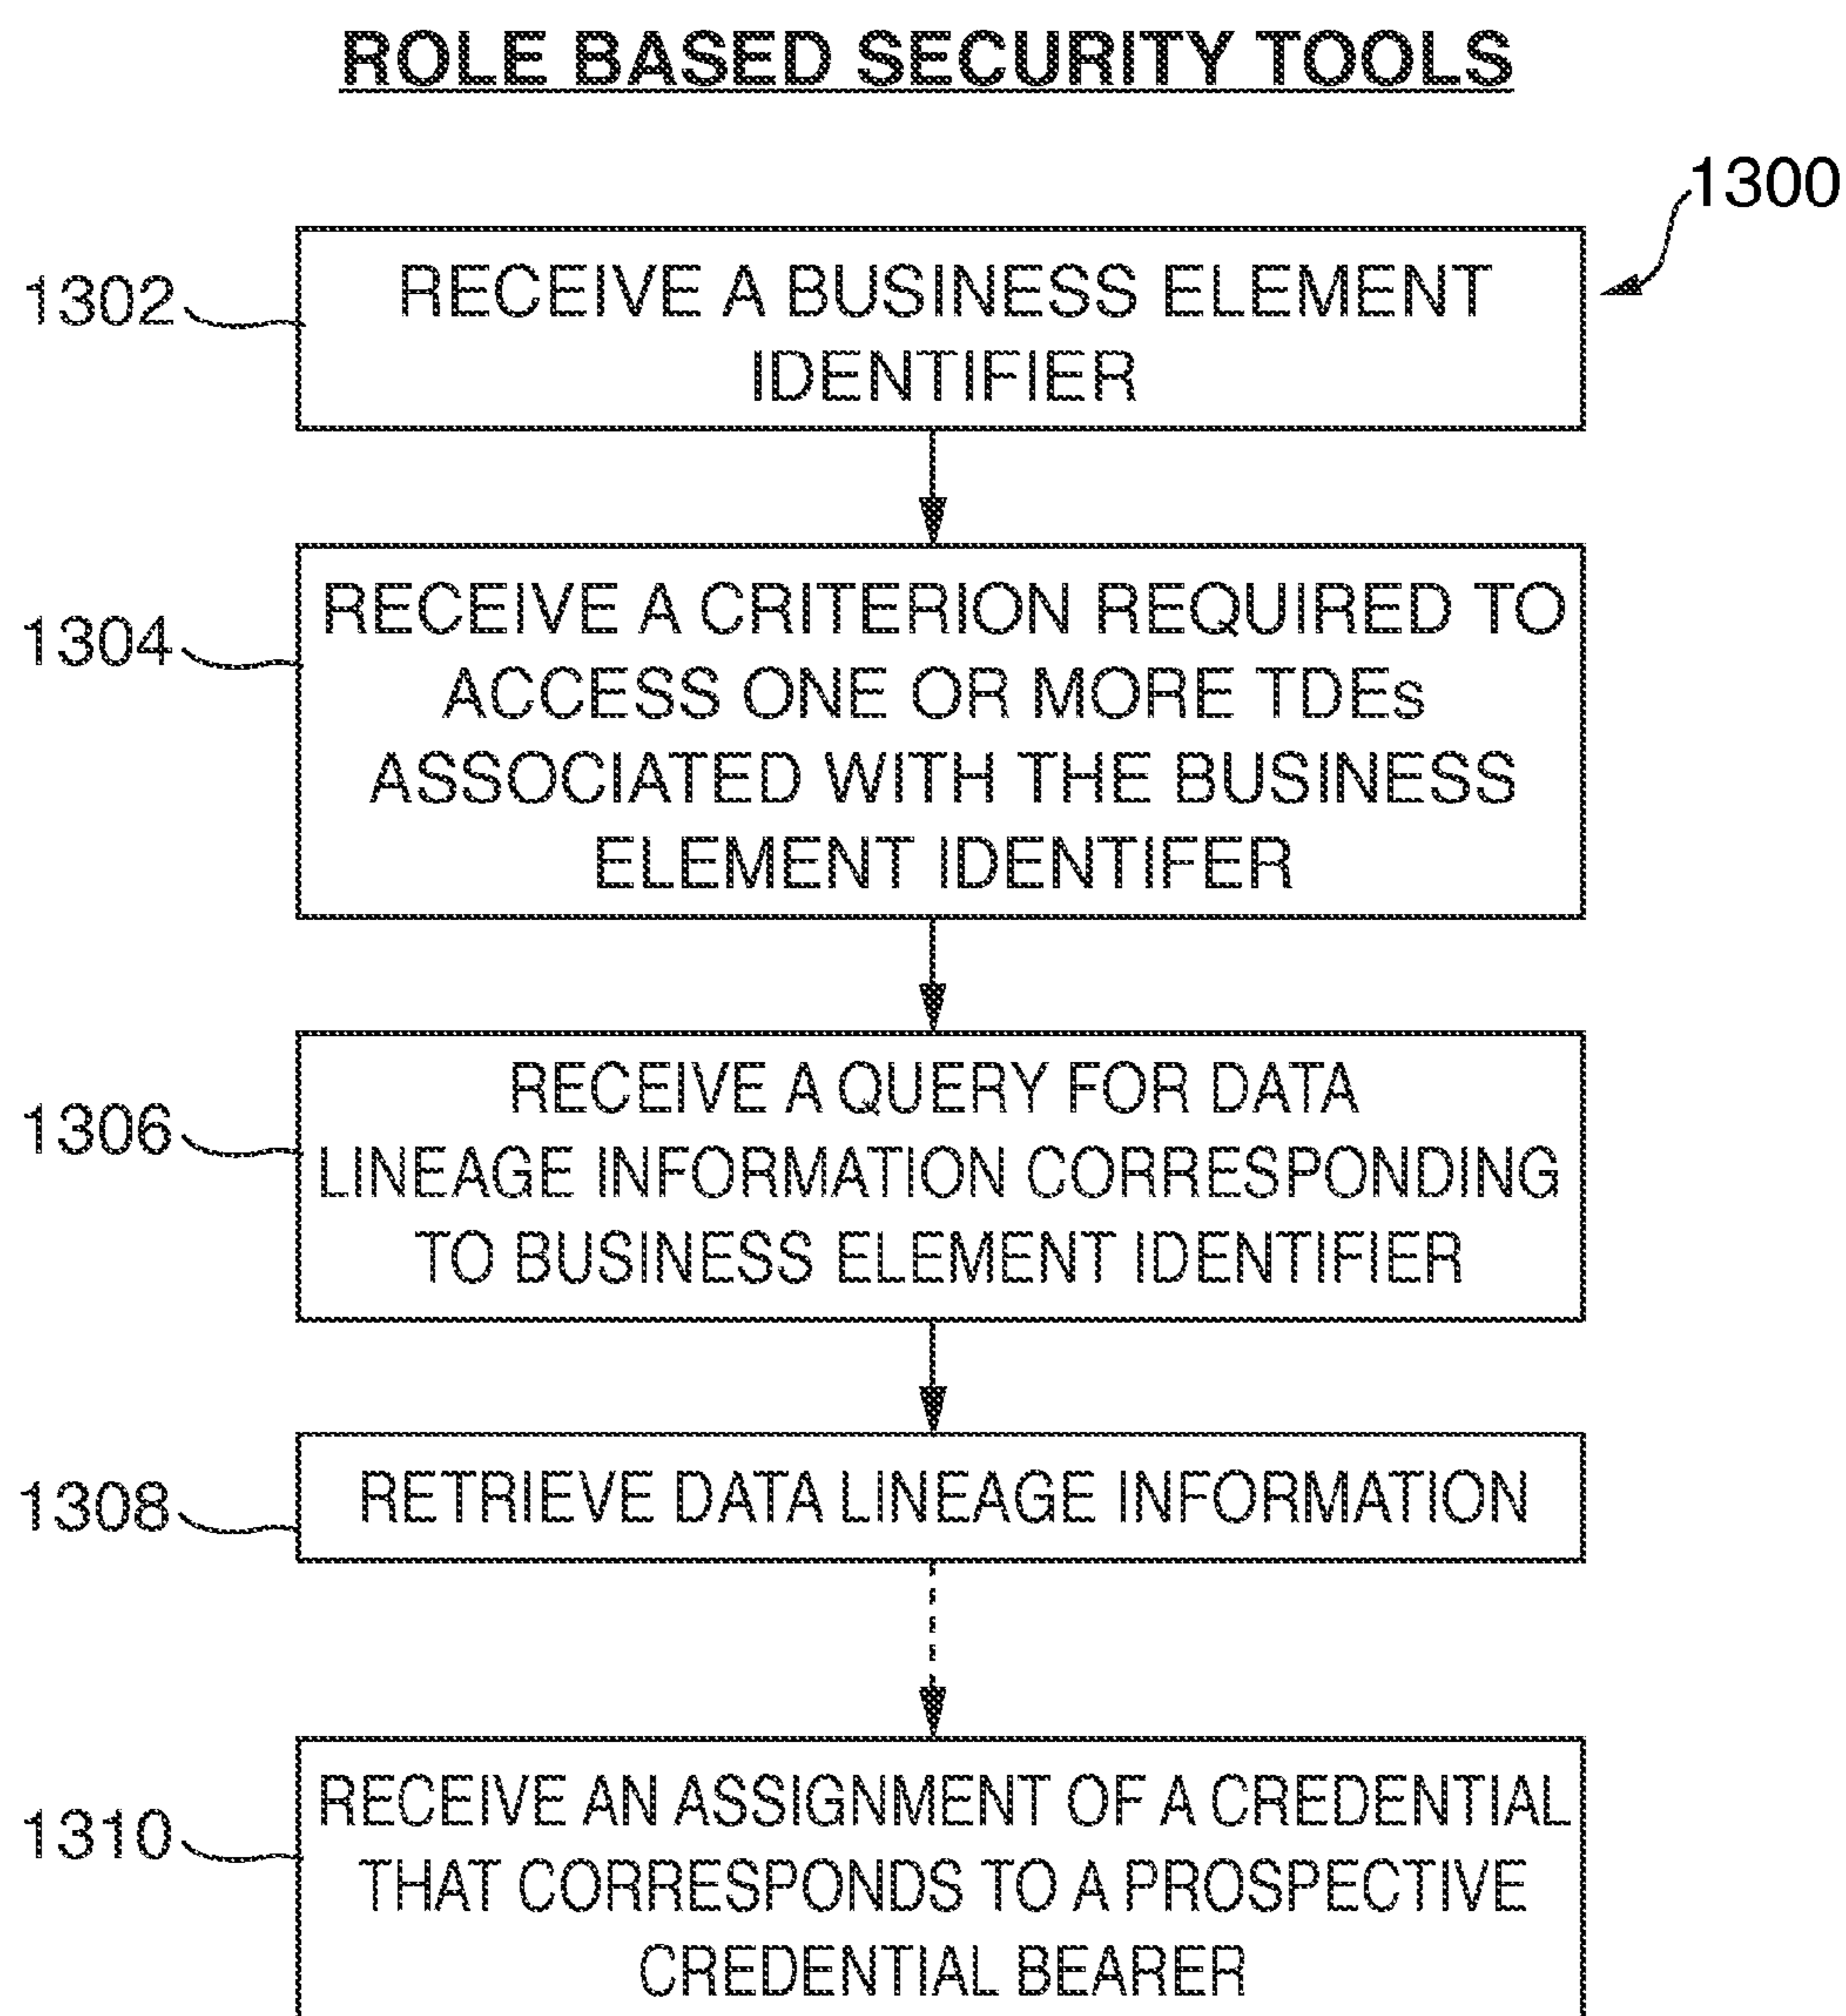 ROLE BASED SECURITY TOOLS
1300
1302
RECEIVE A BUSINESS ELEMENT
IDENTIFIER
1304
RECEIVE A CRITERION REQUIRED TO
ACCESS ONE OR MORE TDEs
ASSOCIATED WITH THE BUSINESS
ELEMENT IDENTIFER
1306
RECEIVE A QUERY FOR DATA
LINEAGE INFORMATION CORRESPONDING
TO BUSINESS ELEMENT IDENTIFIER
1308
RETRIEVE DATA LINEAGE INFORMATION
1310
RECEIVE AN ASSIGNMENT OF A CREDENTIAL
THAT CORRESPONDS TO A PROSPECTIVE
CREDENTIAL BEARER